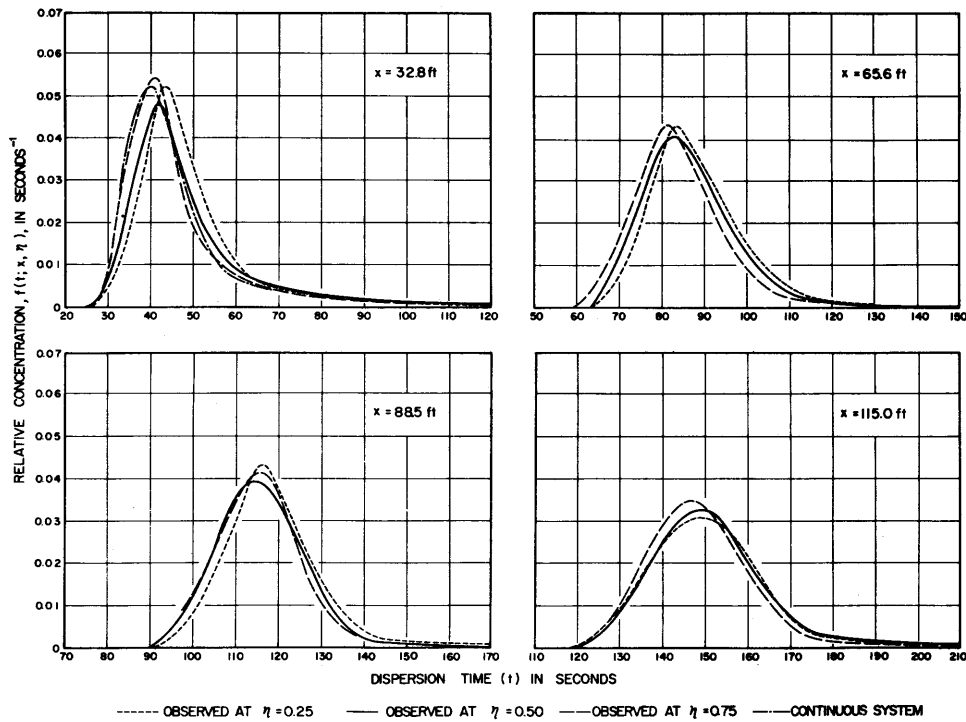 0.07
0.06
0.05
0.04
0.03
0.02
0.01
0
x = 32.8 ft
20 30 40 50 60 70 80 90 100 110 120
x = 65.6 ft
50 60 70 80 90 100 110 120 130 140 150
RELATIVE CONCENTRATION, f(t; x, η), IN SECONDS⁻¹
0.07
0.06
0.05
0.04
0.03
0.02
0.01
0
x = 88.5 ft
70 80 90 100 110 120 130 140 150 160 170
x = 115.0 ft
110 120 130 140 150 160 170 180 190 200 210
DISPERSION TIME (t) IN SECONDS
OBSERVED AT η = 0.25 OBSERVED AT η = 0.50 OBSERVED AT η = 0.75 CONTINUOUS SYSTEM